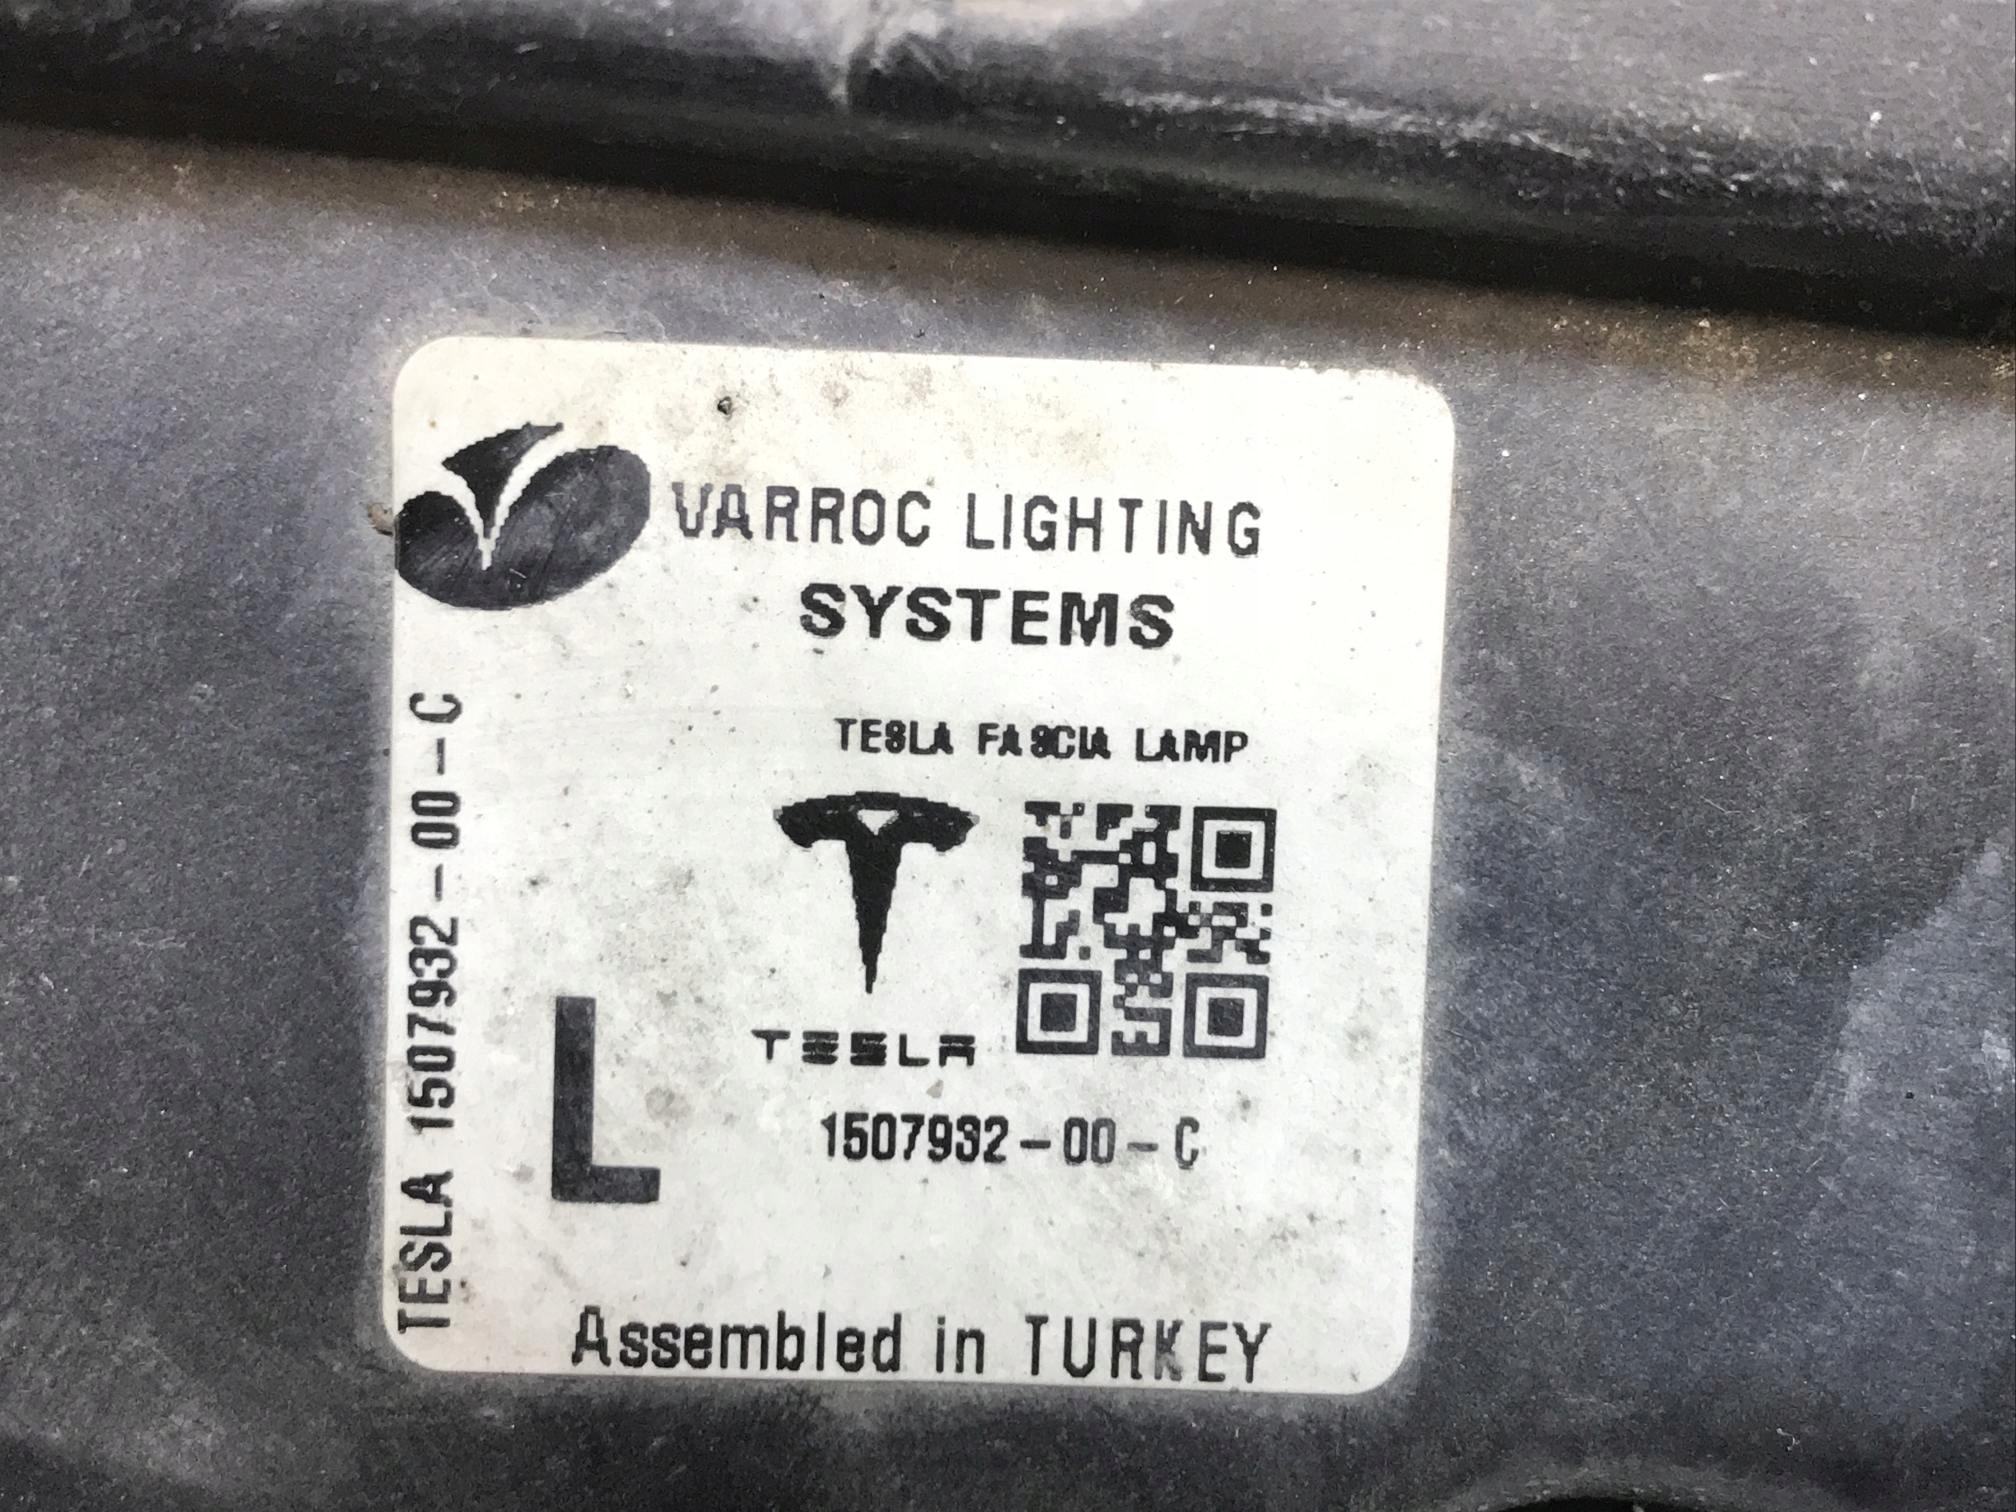 VARROC LIGHTING
SYSTEMS
TESLA FASCIA LAMP
TESLA
1507932-00-C
L
Assembled in TURKEY
TESLA 1507932-00-C